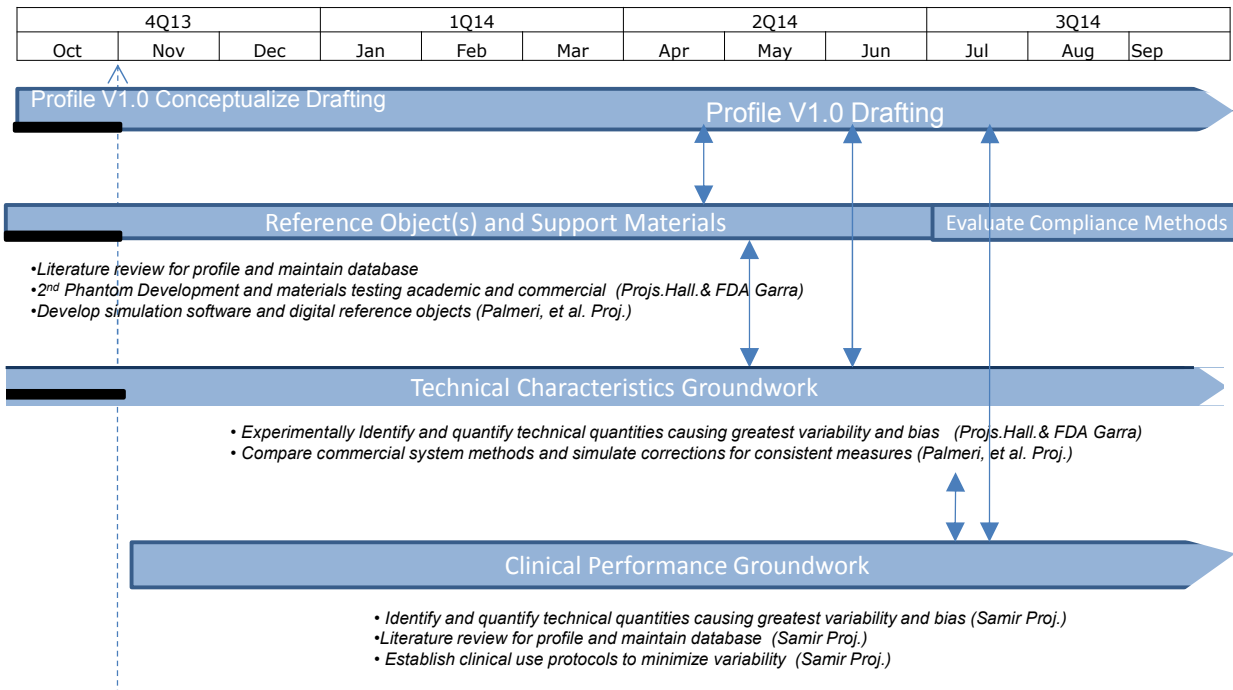 4Q13 1Q14 2Q14 3Q14
Oct Nov Dec Jan Feb Mar Apr May Jun Jul Aug Sep
Profile V1.0 Conceptualize Drafting
Profile V1.0 Drafting
Reference Object(s) and Support Materials
Evaluate Compliance Methods
•Literature review for profile and maintain database
•2nd Phantom Development and materials testing academic and commercial (Projs.Hall.& FDA Garra)
•Develop simulation software and digital reference objects (Palmeri, et al. Proj.)
Technical Characteristics Groundwork
• Experimentally Identify and quantify technical quantities causing greatest variability and bias (Projs.Hall.& FDA Garra)
• Compare commercial system methods and simulate corrections for consistent measures (Palmeri, et al. Proj.)
Clinical Performance Groundwork
• Identify and quantify technical quantities causing greatest variability and bias (Samir Proj.)
•Literature review for profile and maintain database (Samir Proj.)
• Establish clinical use protocols to minimize variability (Samir Proj.)